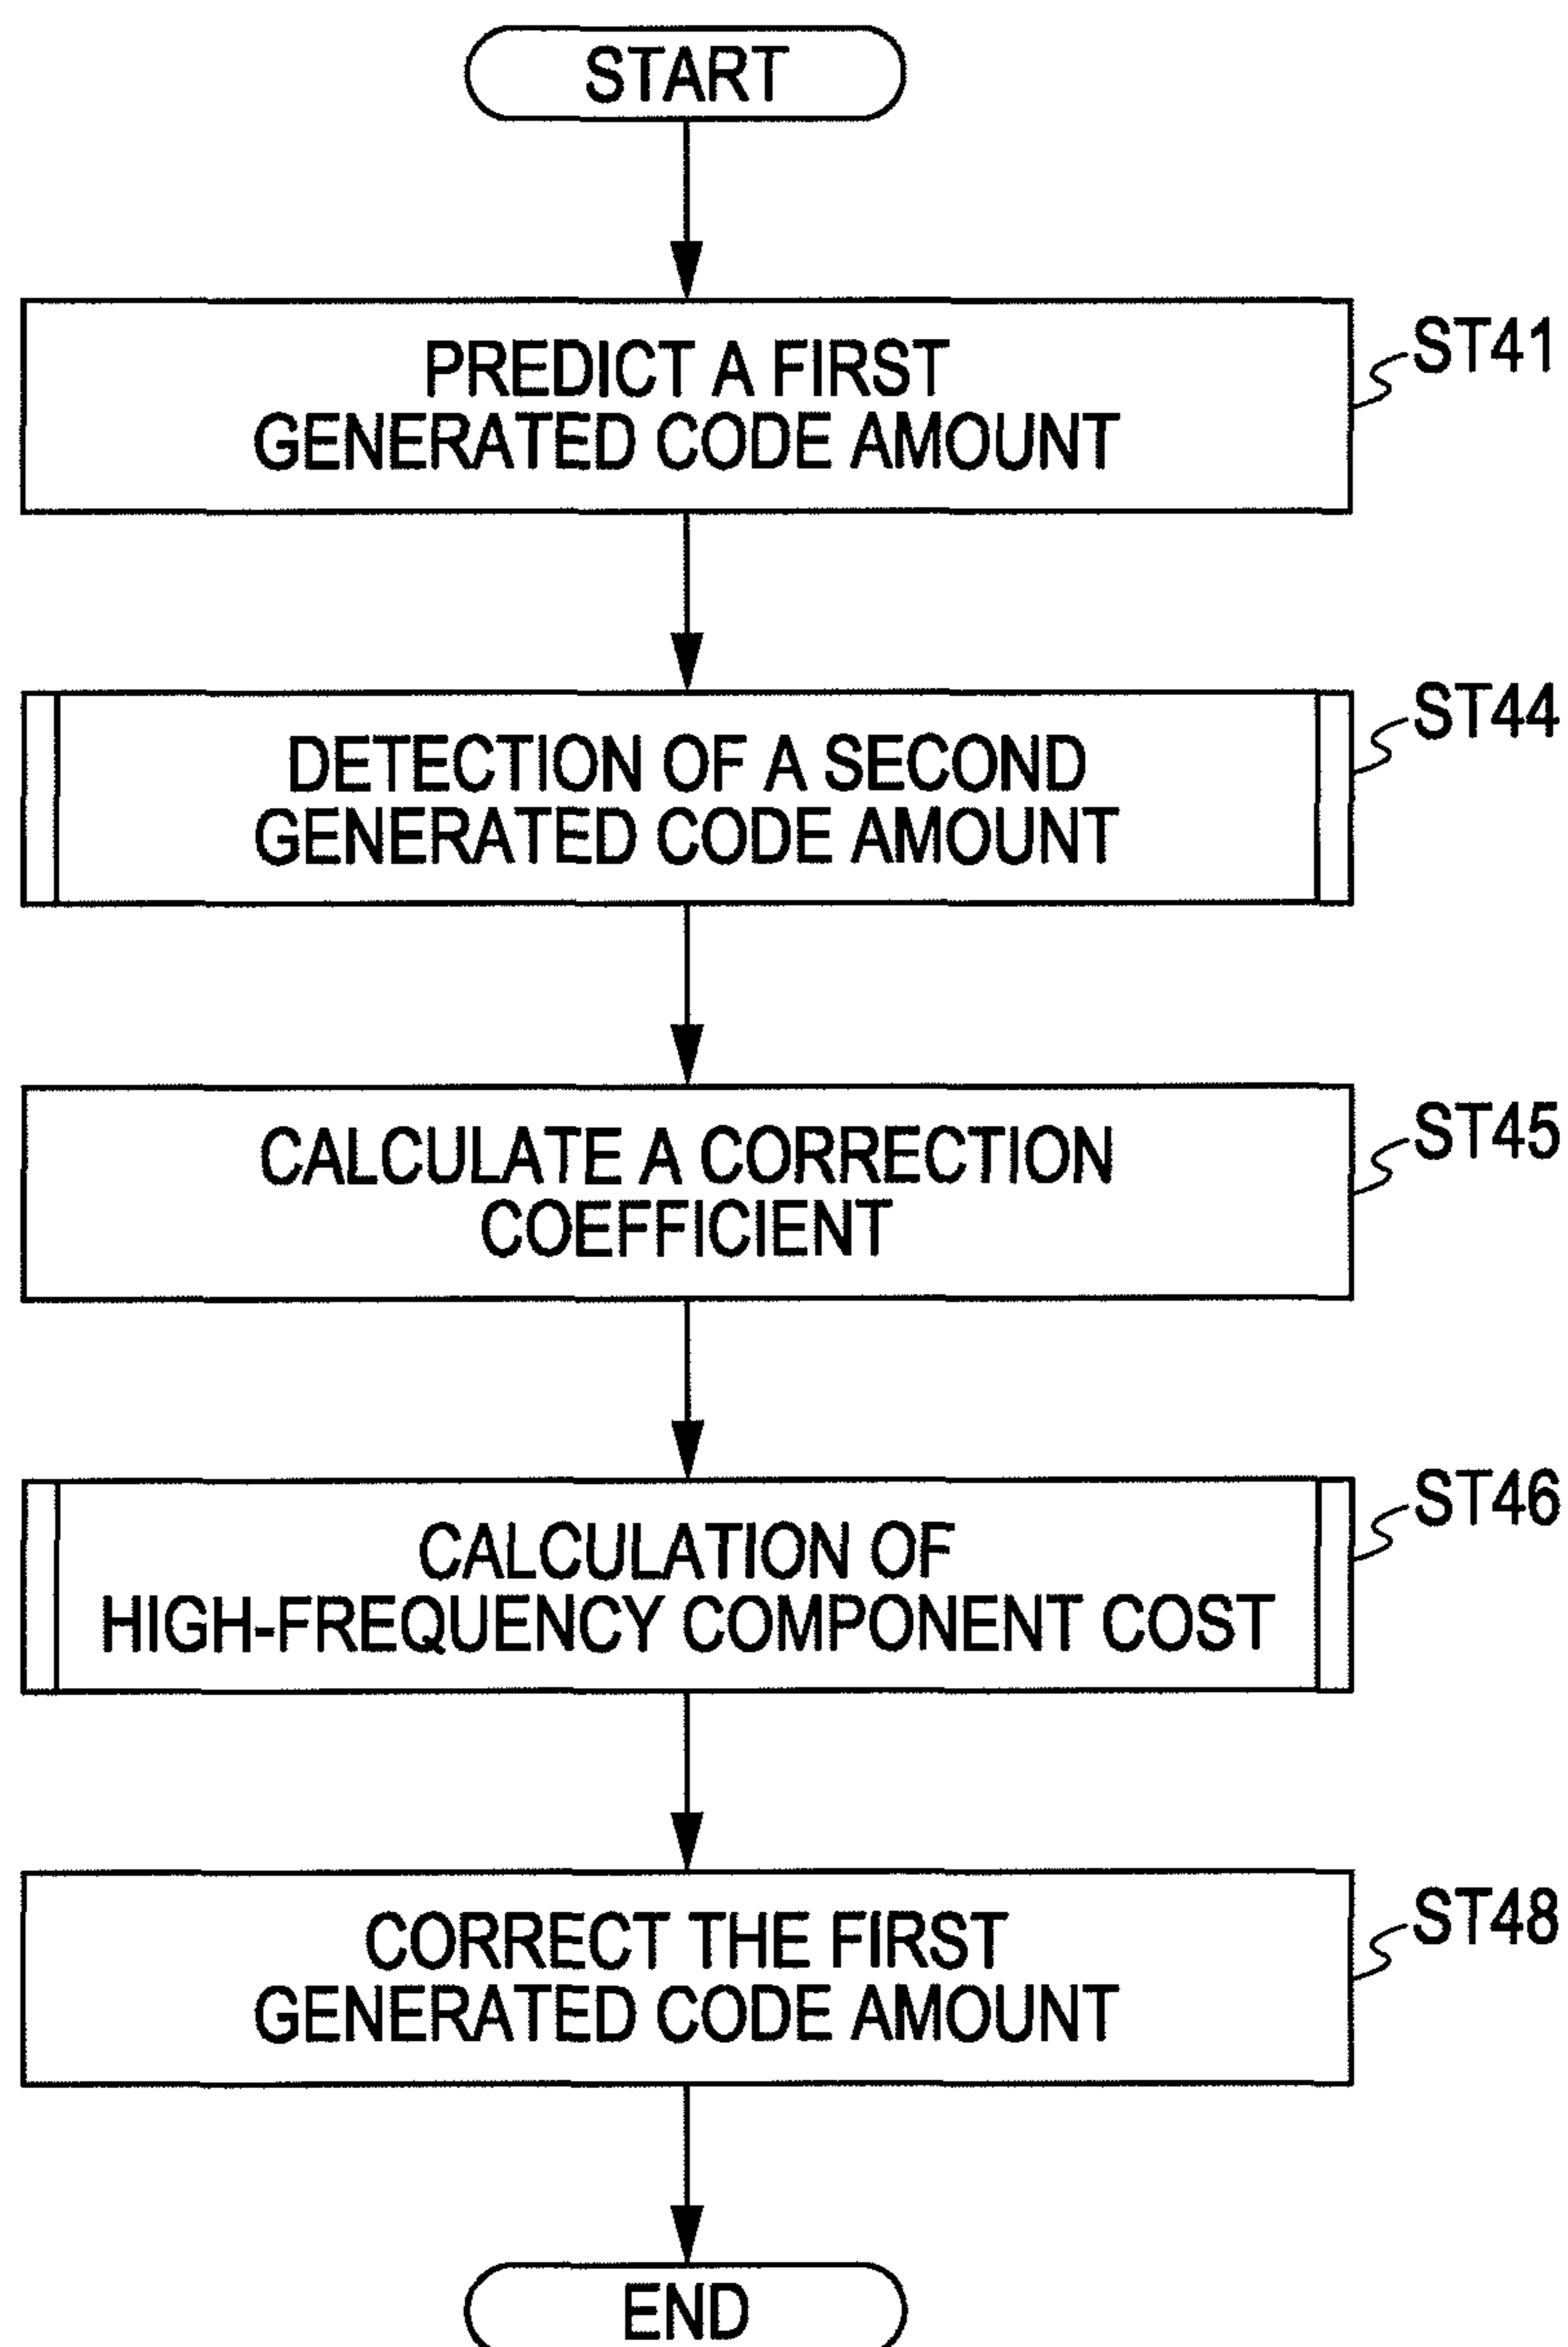 START
PREDICT A FIRST
GENERATED CODE AMOUNT
ST41
DETECTION OF A SECOND
GENERATED CODE AMOUNT
ST44
CALCULATE A CORRECTION
COEFFICIENT
ST45
CALCULATION OF
HIGH-FREQUENCY COMPONENT COST
ST46
CORRECT THE FIRST
GENERATED CODE AMOUNT
ST48
END